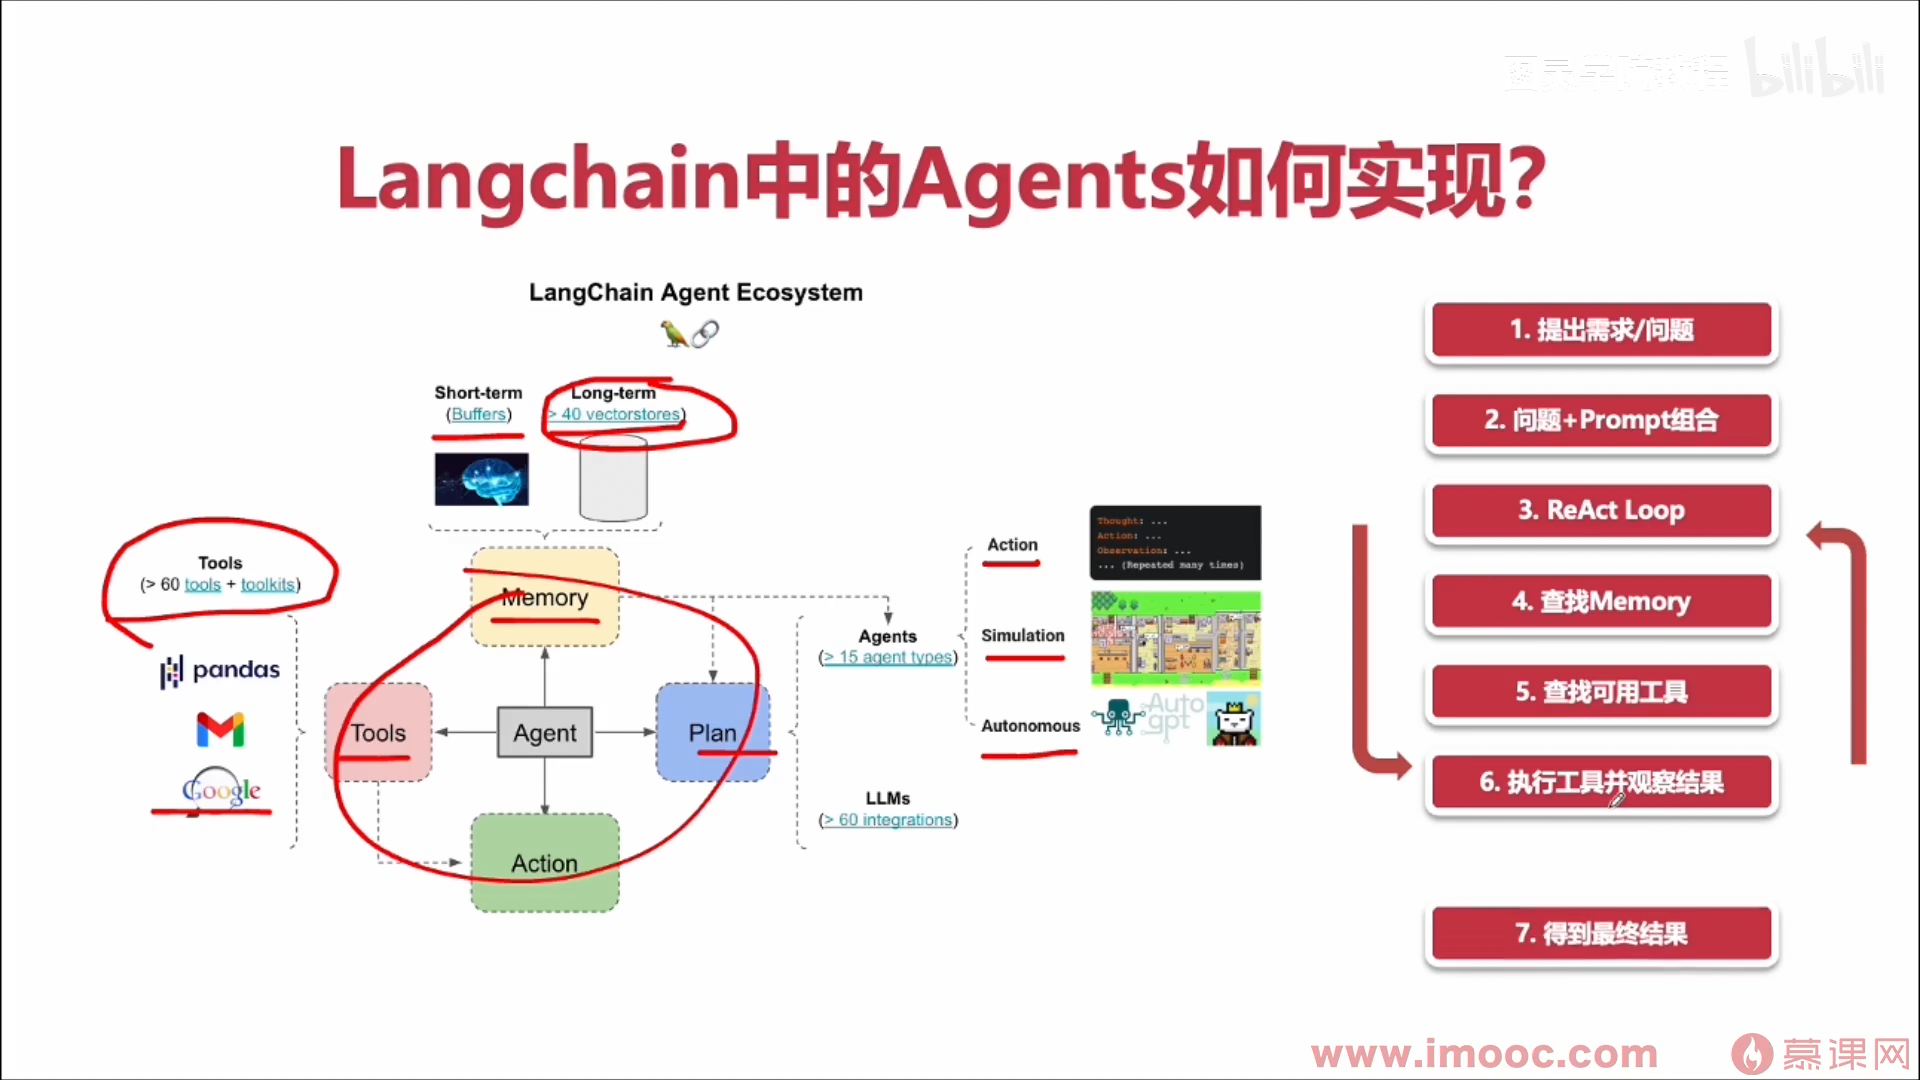 图灵学院教程 bilibili
Langchain中的Agents如何实现?
LangChain Agent Ecosystem
Short-term
(Buffers)
Long-term
> 40 vectorstores)
Tools
(> 60 tools + toolkits)
pandas
Google
Memory
Tools
Agent
Plan
Action
Agents
(> 15 agent types)
LLMs
(> 60 integrations)
Action
Simulation
Autonomous
Thought: ...
Action: ...
Observation: ...
... (Repeated many times)
Auto
gpt
1. 提出需求/问题
2. 问题+Prompt组合
3. ReAct Loop
4. 查找Memory
5. 查找可用工具
6. 执行工具并观察结果
7. 得到最终结果
www.imooc.com 慕课网